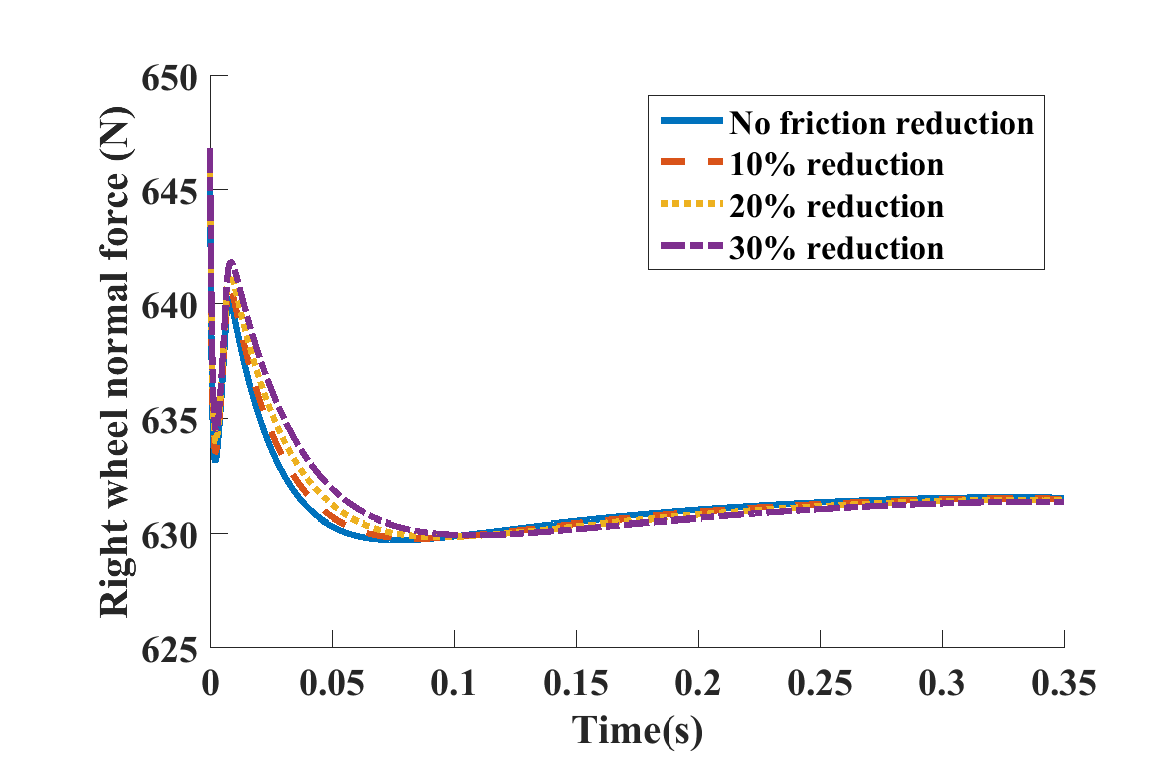 Right wheel normal force (N)
650
645
640
635
630
625
No friction reduction
10% reduction
20% reduction
30% reduction
0 0.05 0.1 0.15 0.2 0.25 0.3 0.35
Time(s)